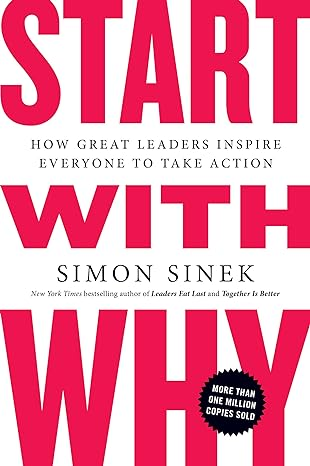 START
HOW GREAT LEADERS INSPIRE
EVERYONE TO TAKE ACTION
WITH
SIMON SINEK
New York Times bestselling author of Leaders Eat Last and Together Is Better
WHY
MORE THAN
ONE MILLION
COPIES SOLD